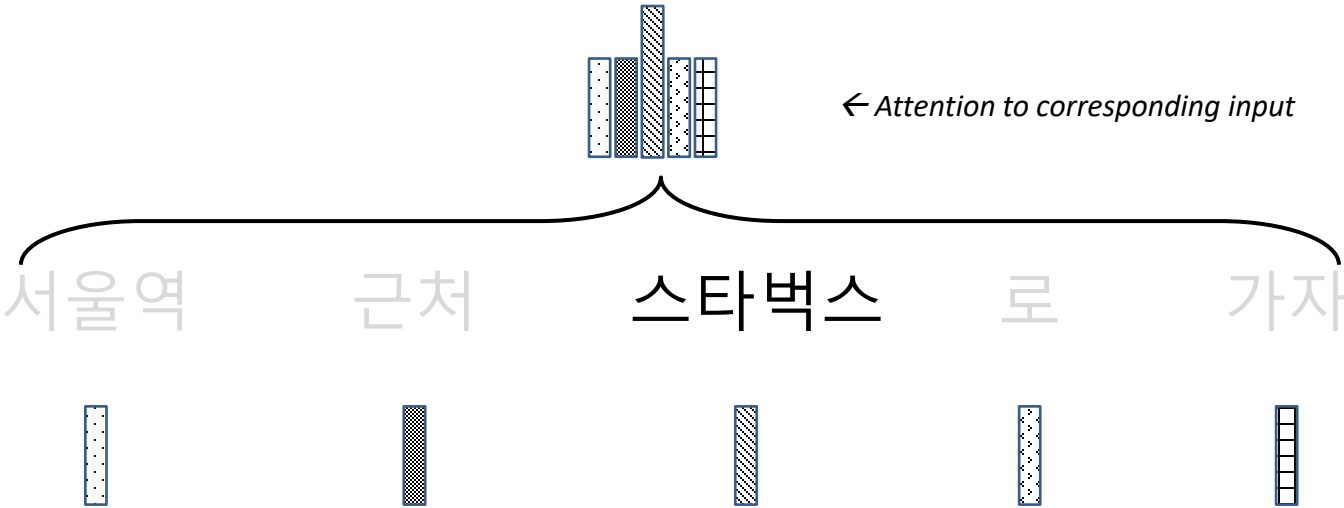 ← Attention to corresponding input
서울역 근처 스타벅스 로 가자